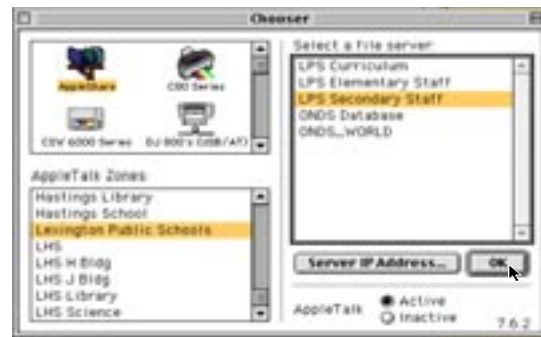 Chooser
AppleShare
CDU Series
CSW 6000 Series
DJ 800's (USB/AT)
AppleTalk Zones:
Hastings Library
Hastings School
Lexington Public Schools
LHS
LHS H Bldg
LHS J Bldg
LHS Library
LHS Science
Select a file server:
LPS Curriculum
LPS Elementary Staff
LPS Secondary Staff
ONDS Database
ONDS_WORLD
Server IP Address...
OK
AppleTalk
Active
Inactive
7.6.2